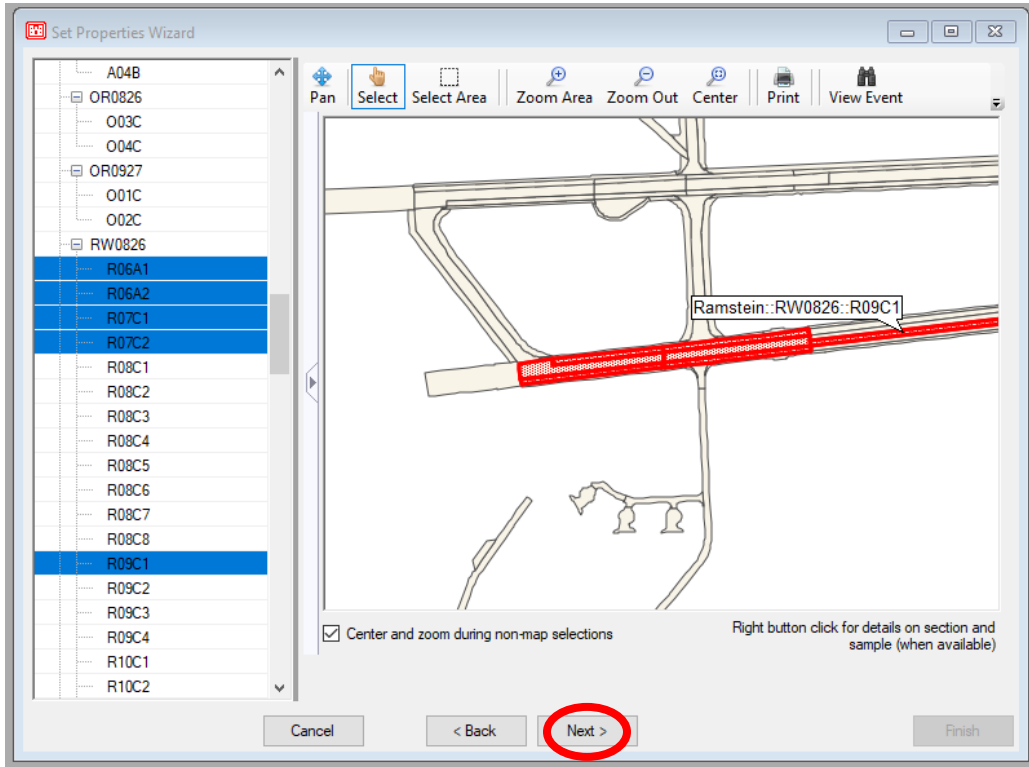 Set Properties Wizard
A04B
OR0826
O03C
O04C
OR0927
O01C
O02C
RW0826
R06A1
R06A2
R07C1
R07C2
R08C1
R08C2
R08C3
R08C4
R08C5
R08C6
R08C7
R08C8
R09C1
R09C2
R09C3
R09C4
R10C1
R10C2
Pan Select Select Area Zoom Area Zoom Out Center Print View Event
Ramstein::RW0826::R09C1
Center and zoom during non-map selections
Right button click for details on section and
sample (when available)
Cancel < Back Next > Finish